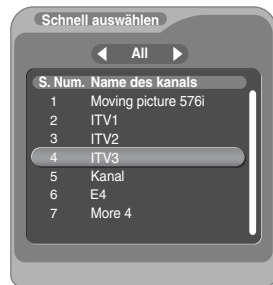 Schnell auswählen
All
S. Num. Name des kanals
1 Moving picture 576i
2 ITV1
3 ITV2
4 ITV3
5 Kanal
6 E4
7 More 4